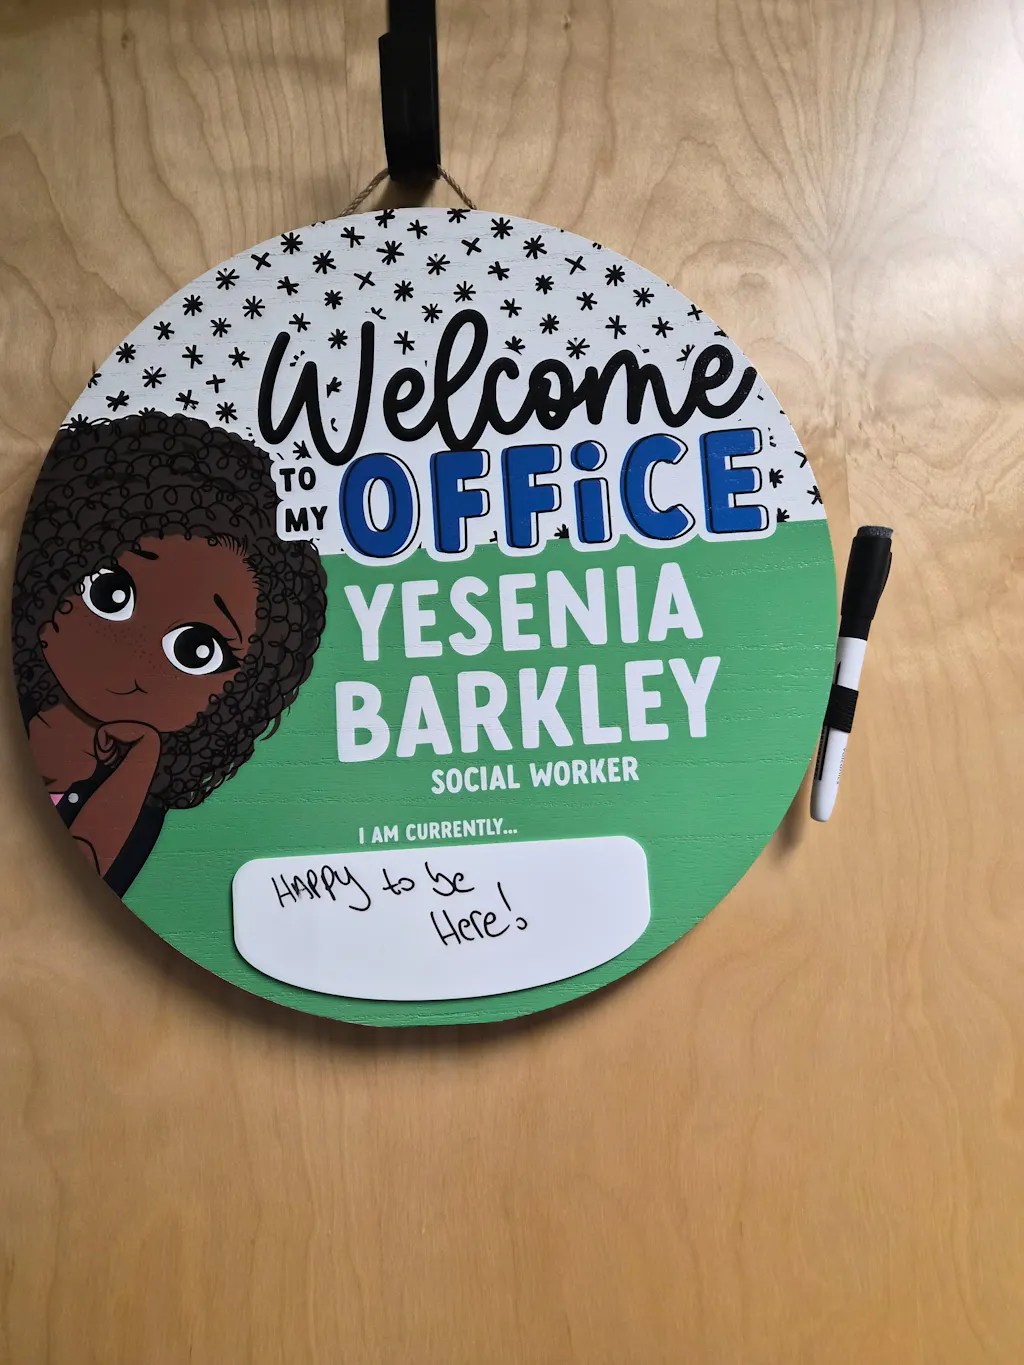 Welcome
TO
MY
OFFiCE
YESENIA
BARKLEY
SOCIAL WORKER
I AM CURRENTLY...
HAPPY to be
Here!